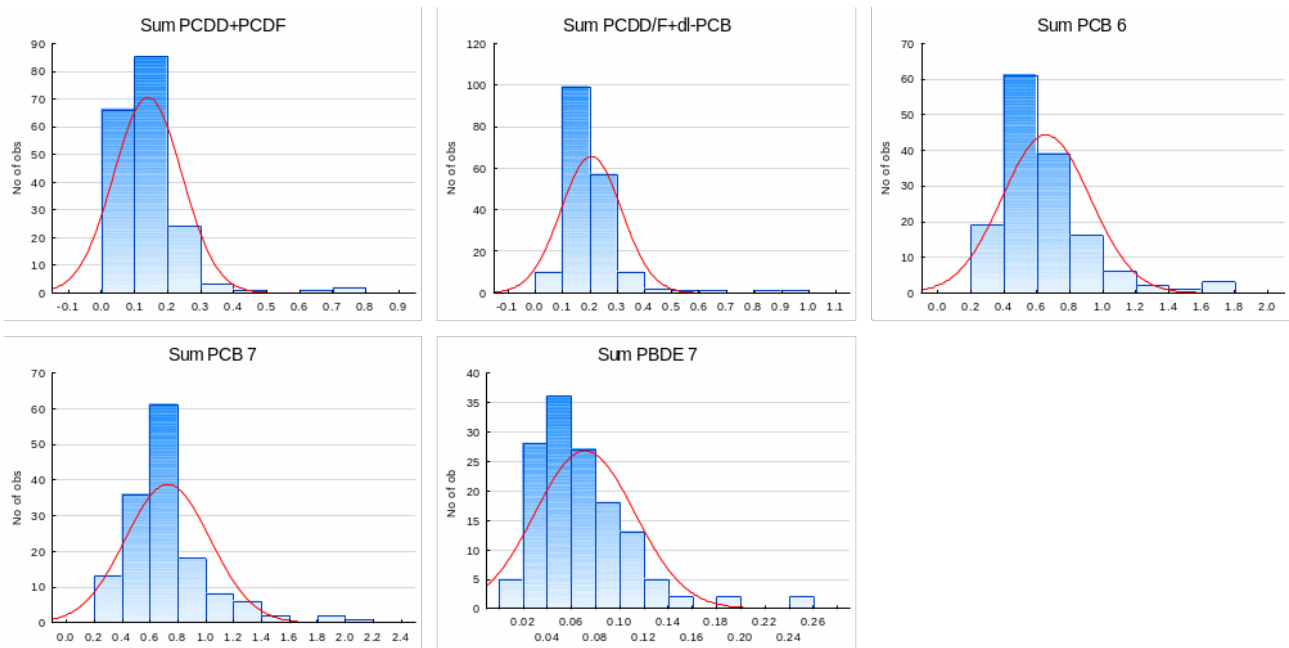 Sum PCDD+PCDF
No of obs
90
80
70
60
50
40
30
20
10
0
-0.1 0.0 0.1 0.2 0.3 0.4 0.5 0.6 0.7 0.8 0.9
Sum PCDD/F+dl-PCB
No of obs
120
100
80
60
40
20
0
-0.1 0.0 0.1 0.2 0.3 0.4 0.5 0.6 0.7 0.8 0.9 1.0 1.1
Sum PCB 6
No of obs
70
60
50
40
30
20
10
0
0.0 0.2 0.4 0.6 0.8 1.0 1.2 1.4 1.6 1.8 2.0
Sum PCB 7
No of obs
70
60
50
40
30
20
10
0
0.0 0.2 0.4 0.6 0.8 1.0 1.2 1.4 1.6 1.8 2.0 2.2 2.4
Sum PBDE 7
No of ob
40
35
30
25
20
15
10
5
0
0.02 0.06 0.10 0.14 0.18 0.22 0.26
0.04 0.08 0.12 0.16 0.20 0.24